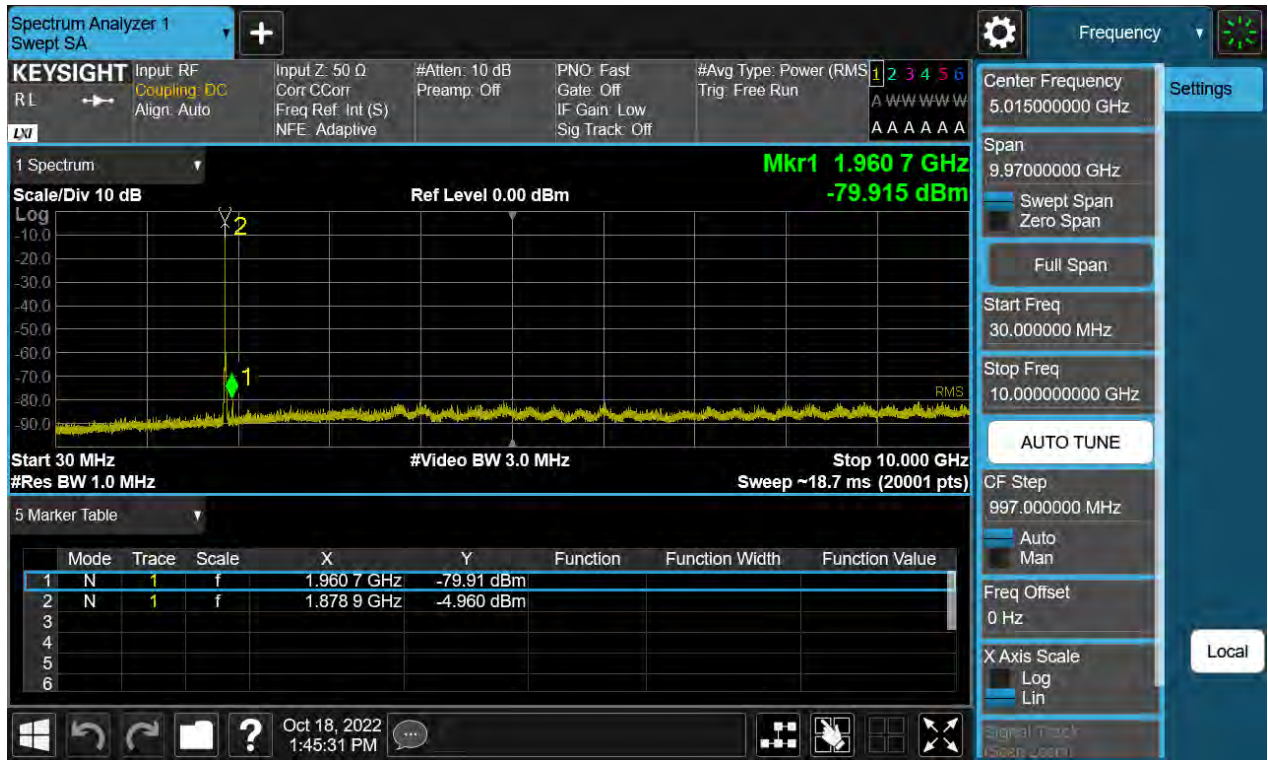 Spectrum Analyzer 1
Swept SA
+
Frequency
KEYSIGHT
RL
LXI
Input: RF
Coupling: DC
Align: Auto
Input Z: 50 Ω
Corr CCorr
Freq Ref: Int (S)
NFE: Adaptive
#Atten: 10 dB
Preamp: Off
PNO: Fast
Gate: Off
IF Gain: Low
Sig Track: Off
#Avg Type: Power (RMS
Trig: Free Run
1 2 3 4 5 6
A W W W W W
A A A A A A
1 Spectrum
Mkr1 1.960 7 GHz
Scale/Div 10 dB
Ref Level 0.00 dBm
-79.915 dBm
Log
-10.0
-20.0
-30.0
-40.0
-50.0
-60.0
-70.0
-80.0
-90.0
2
1
RMS
Start 30 MHz
#Video BW 3.0 MHz
Stop 10.000 GHz
#Res BW 1.0 MHz
Sweep ~18.7 ms (20001 pts)
5 Marker Table
Mode Trace Scale X Y Function Function Width Function Value
1 N 1 f 1.960 7 GHz -79.91 dBm
2 N 1 f 1.878 9 GHz -4.960 dBm
3
4
5
6
Center Frequency
5.015000000 GHz
Span
9.97000000 GHz
Swept Span
Zero Span
Full Span
Start Freq
30.000000 MHz
Stop Freq
10.000000000 GHz
AUTO TUNE
CF Step
997.000000 MHz
Auto
Man
Freq Offset
0 Hz
X Axis Scale
Log
Lin
Signal Track
(Span Zoom)
Settings
Local
?
Oct 18, 2022
1:45:31 PM